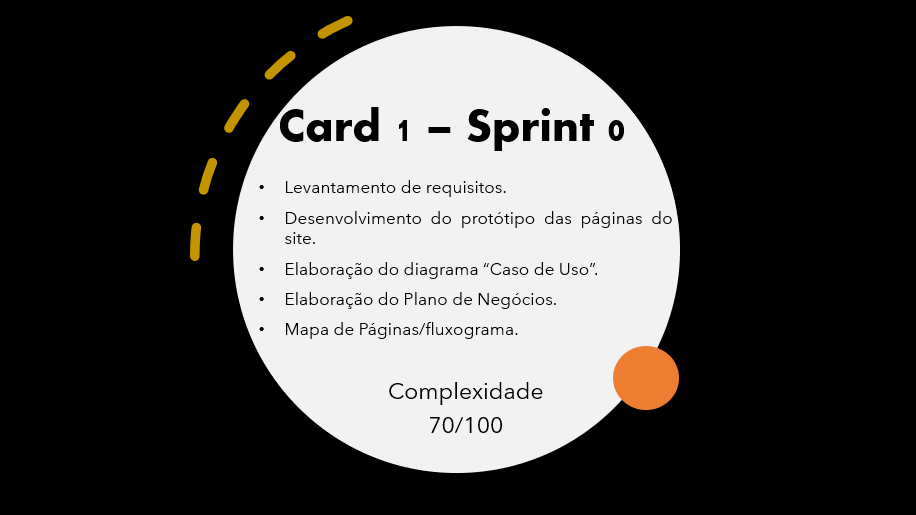 Card 1 – Sprint 0
• Levantamento de requisitos.
• Desenvolvimento do protótipo das páginas do
site.
• Elaboração do diagrama “Caso de Uso”.
• Elaboração do Plano de Negócios.
• Mapa de Páginas/fluxograma.
Complexidade
70/100